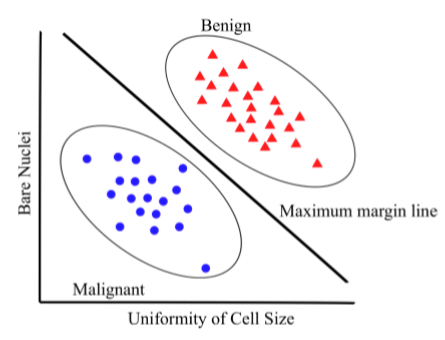 Benign
Bare Nuclei
Maximum margin line
Malignant
Uniformity of Cell Size